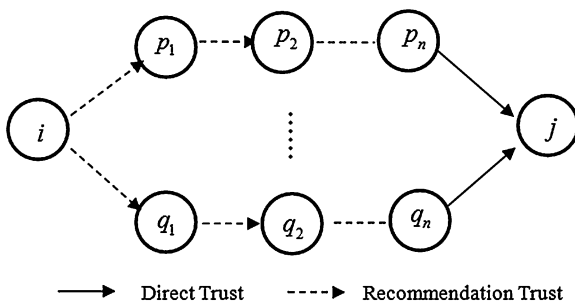 p₁ p₂ pₙ
i j
q₁ q₂ qₙ
Direct Trust Recommendation Trust